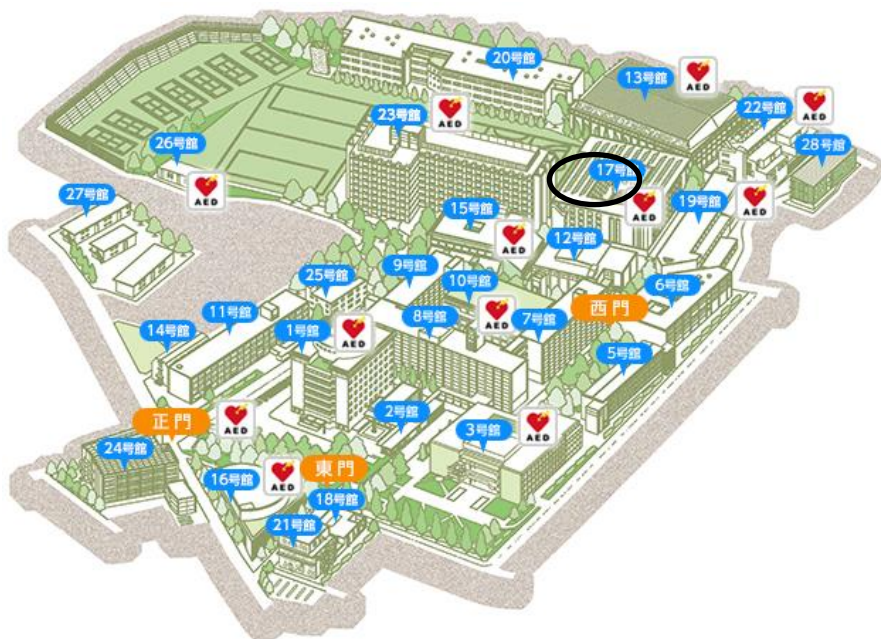 20号館
13号館
AED
22号館
AED
23号館
AED
26号館
28号館
17号館
27号館
AED
15号館
AED
19号館
AED
12号館
AED
9号館
25号館
10号館
6号館
11号館
8号館
AED
7号館
西門
14号館
1号館
AED
5号館
正門
AED
2号館
3号館
AED
24号館
16号館
AED
東門
18号館
21号館